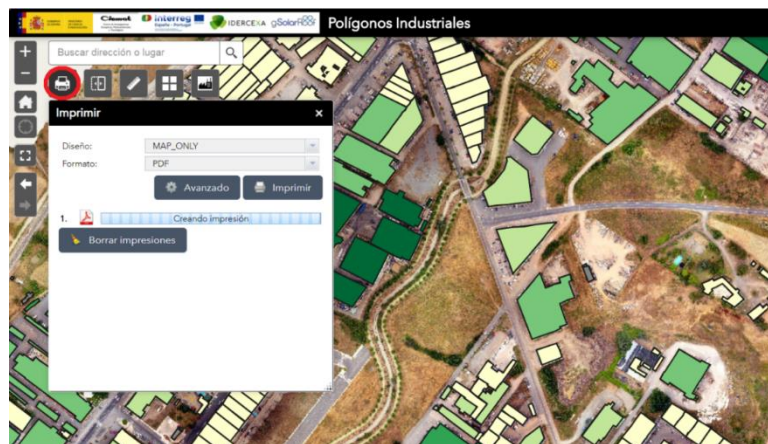 Interreg
España - Portugal
IDERCEXA
gSolarROOF
Polígonos Industriales
Buscar dirección o lugar
Imprimir
Diseño: MAP_ONLY
Formato: PDF
Avanzado Imprimir
1. Creando impresión
Borrar impresiones